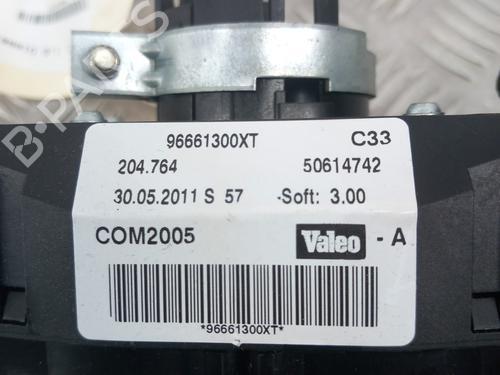 96661300XT C33
204.764 50614742
30.05.2011 S 57 -Soft: 3.00
COM2005 Valeo - A
*96661300XT*
B-PARTS